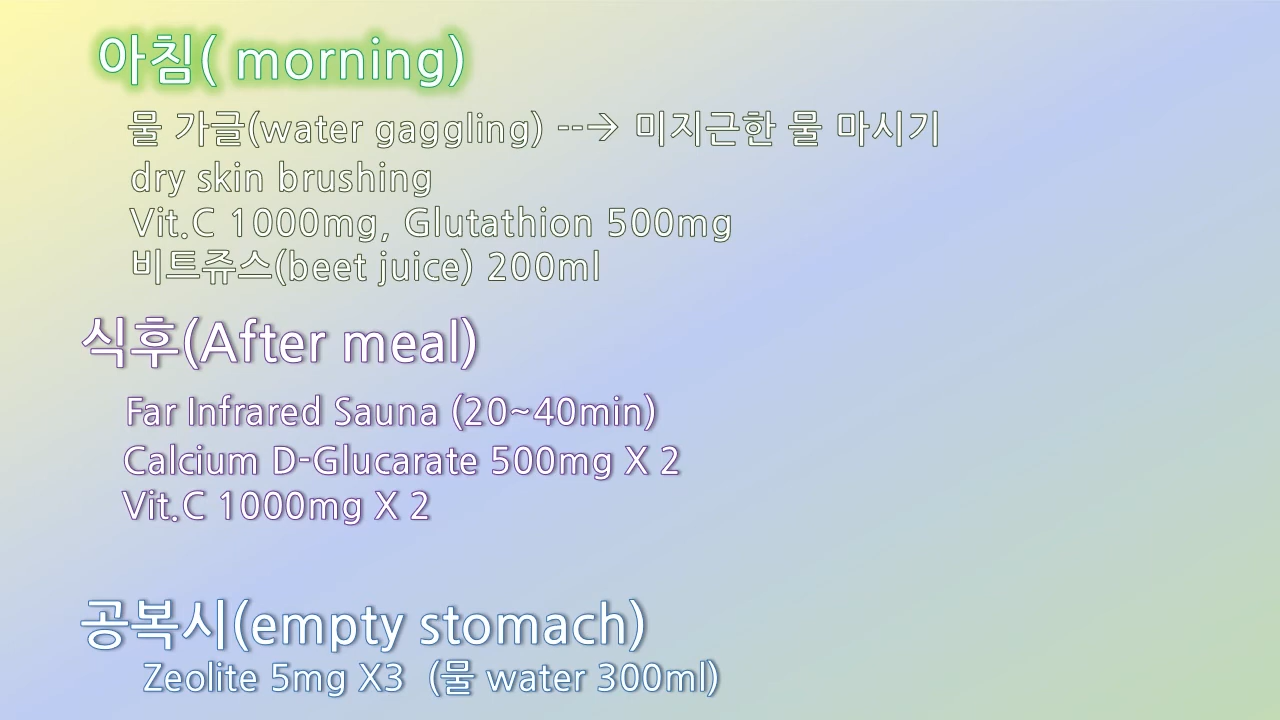 아침( morning)
물 가글(water gaggling) --→ 미지근한 물 마시기
dry skin brushing
Vit.C 1000mg, Glutathion 500mg
비트쥬스(beet juice) 200ml
식후(After meal)
Far Infrared Sauna (20~40min)
Calcium D-Glucarate 500mg X 2
Vit.C 1000mg X 2
공복시(empty stomach)
Zeolite 5mg X3 (물 water 300ml)